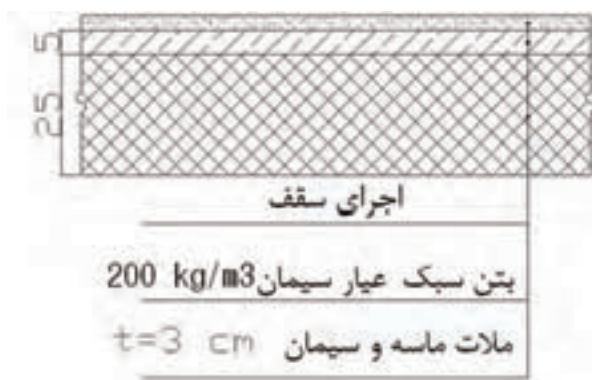 5
25
اجرای سقف
بتن سبک عیار سیمان 200 kg/m3
ملات ماسه و سیمان t=3 cm